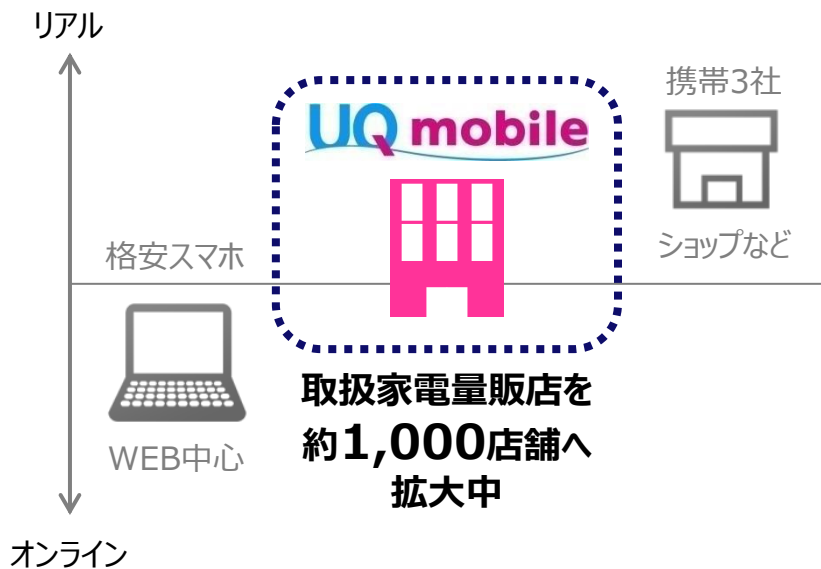 リアル
携帯3社
UQ mobile
格安スマホ
ショップなど
取扱家電量販店を
約1,000店舗へ
拡大中
WEB中心
オンライン